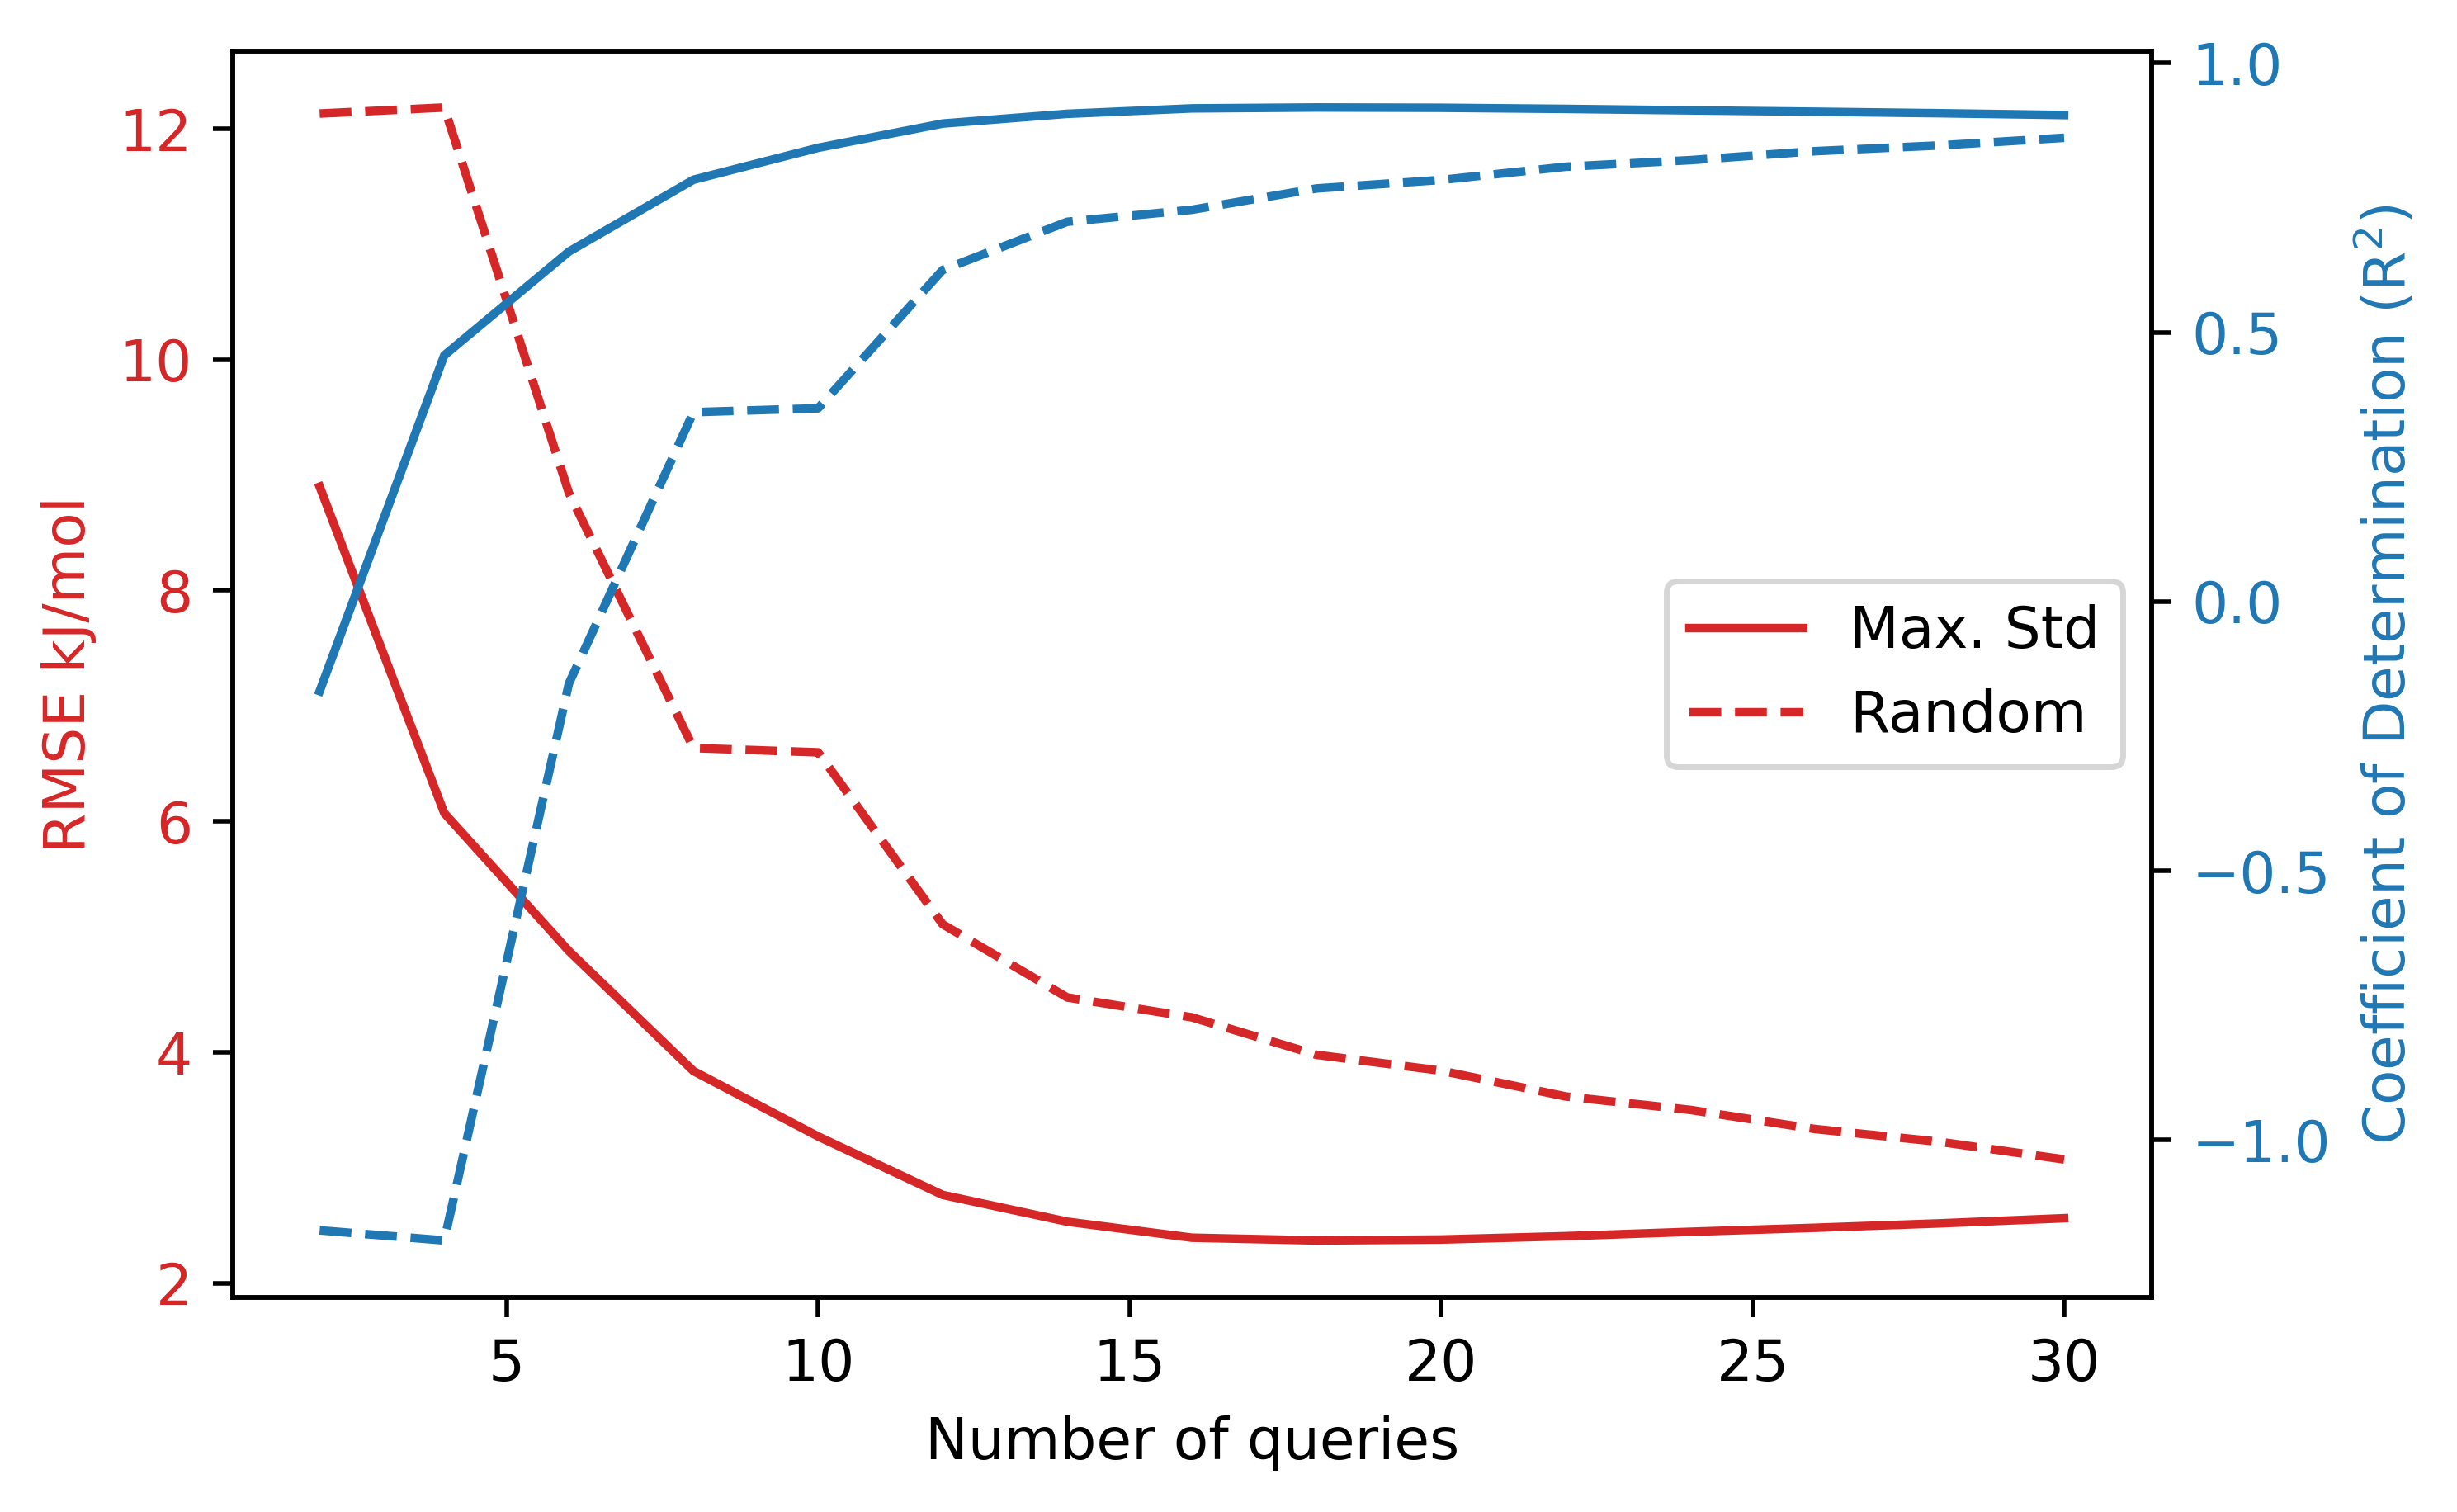 12
10
8
6
4
2
RMSE kJ/mol
1.0
0.5
0.0
−0.5
−1.0
Coefficient of Determination (R²)
Max. Std
Random
5 10 15 20 25 30
Number of queries